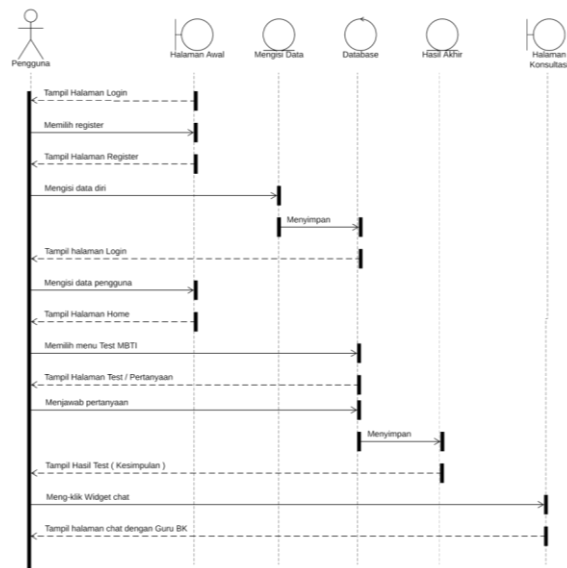 Pengguna
Halaman Awal
Mengisi Data
Database
Hasil Akhir
Halaman
Konsultasi
Tampil Halaman Login
Memilih register
Tampil Halaman Register
Mengisi data diri
Menyimpan
Tampil halaman Login
Mengisi data pengguna
Tampil Halaman Home
Memilih menu Test MBTI
Tampil Halaman Test / Pertanyaan
Menjawab pertanyaan
Menyimpan
Tampil Hasil Test ( Kesimpulan )
Meng-klik Widget chat
Tampil halaman chat dengan Guru BK